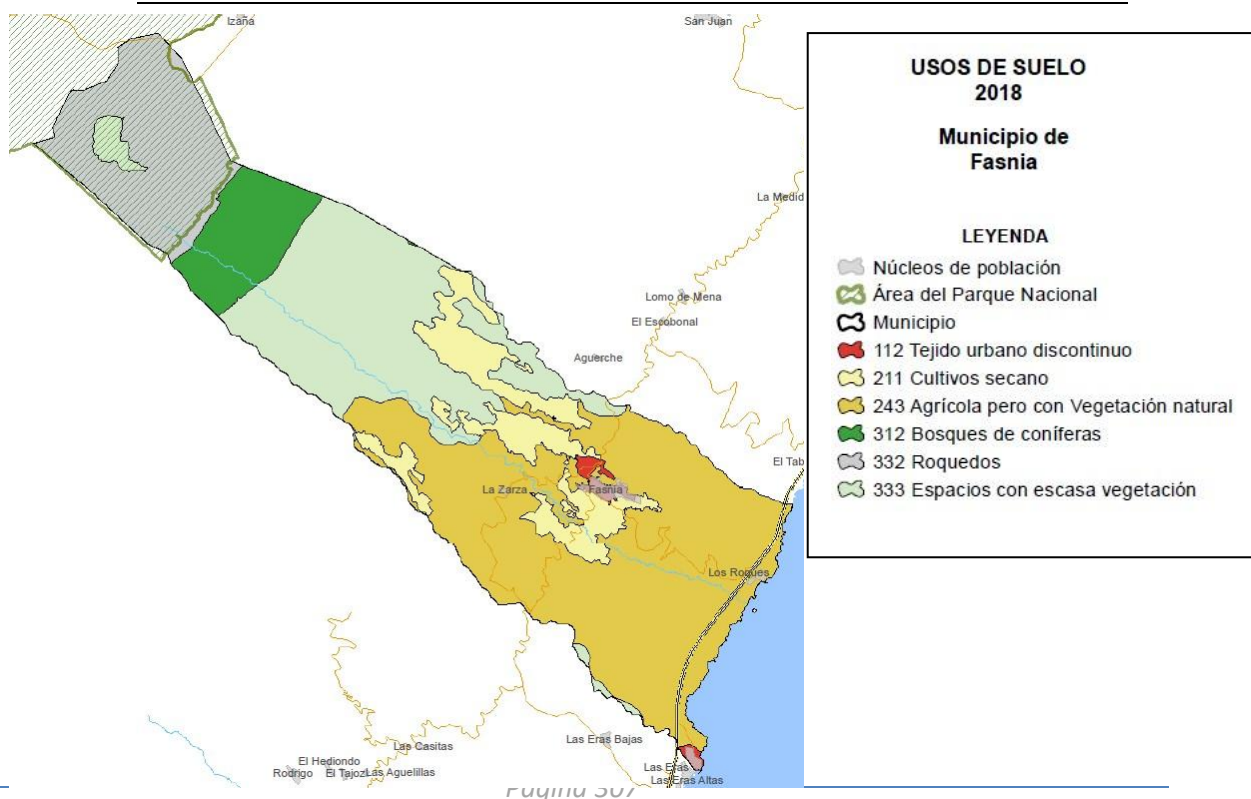 Izaña
San Juan
La Medid
Lomo de Mena
El Escobonal
Aguerche
El Tab
La Zarza
Fasnia
Los Roques
Las Eras Bajas
Las Casitas
El Hediondo
Rodrigo
El Tajo
Las Aguelillas
Las Eras
Las Eras Altas
USOS DE SUELO
2018
Municipio de
Fasnia
LEYENDA
Núcleos de población
Área del Parque Nacional
Municipio
112 Tejido urbano discontinuo
211 Cultivos secano
243 Agrícola pero con Vegetación natural
312 Bosques de coníferas
332 Roquedos
333 Espacios con escasa vegetación
Página 307